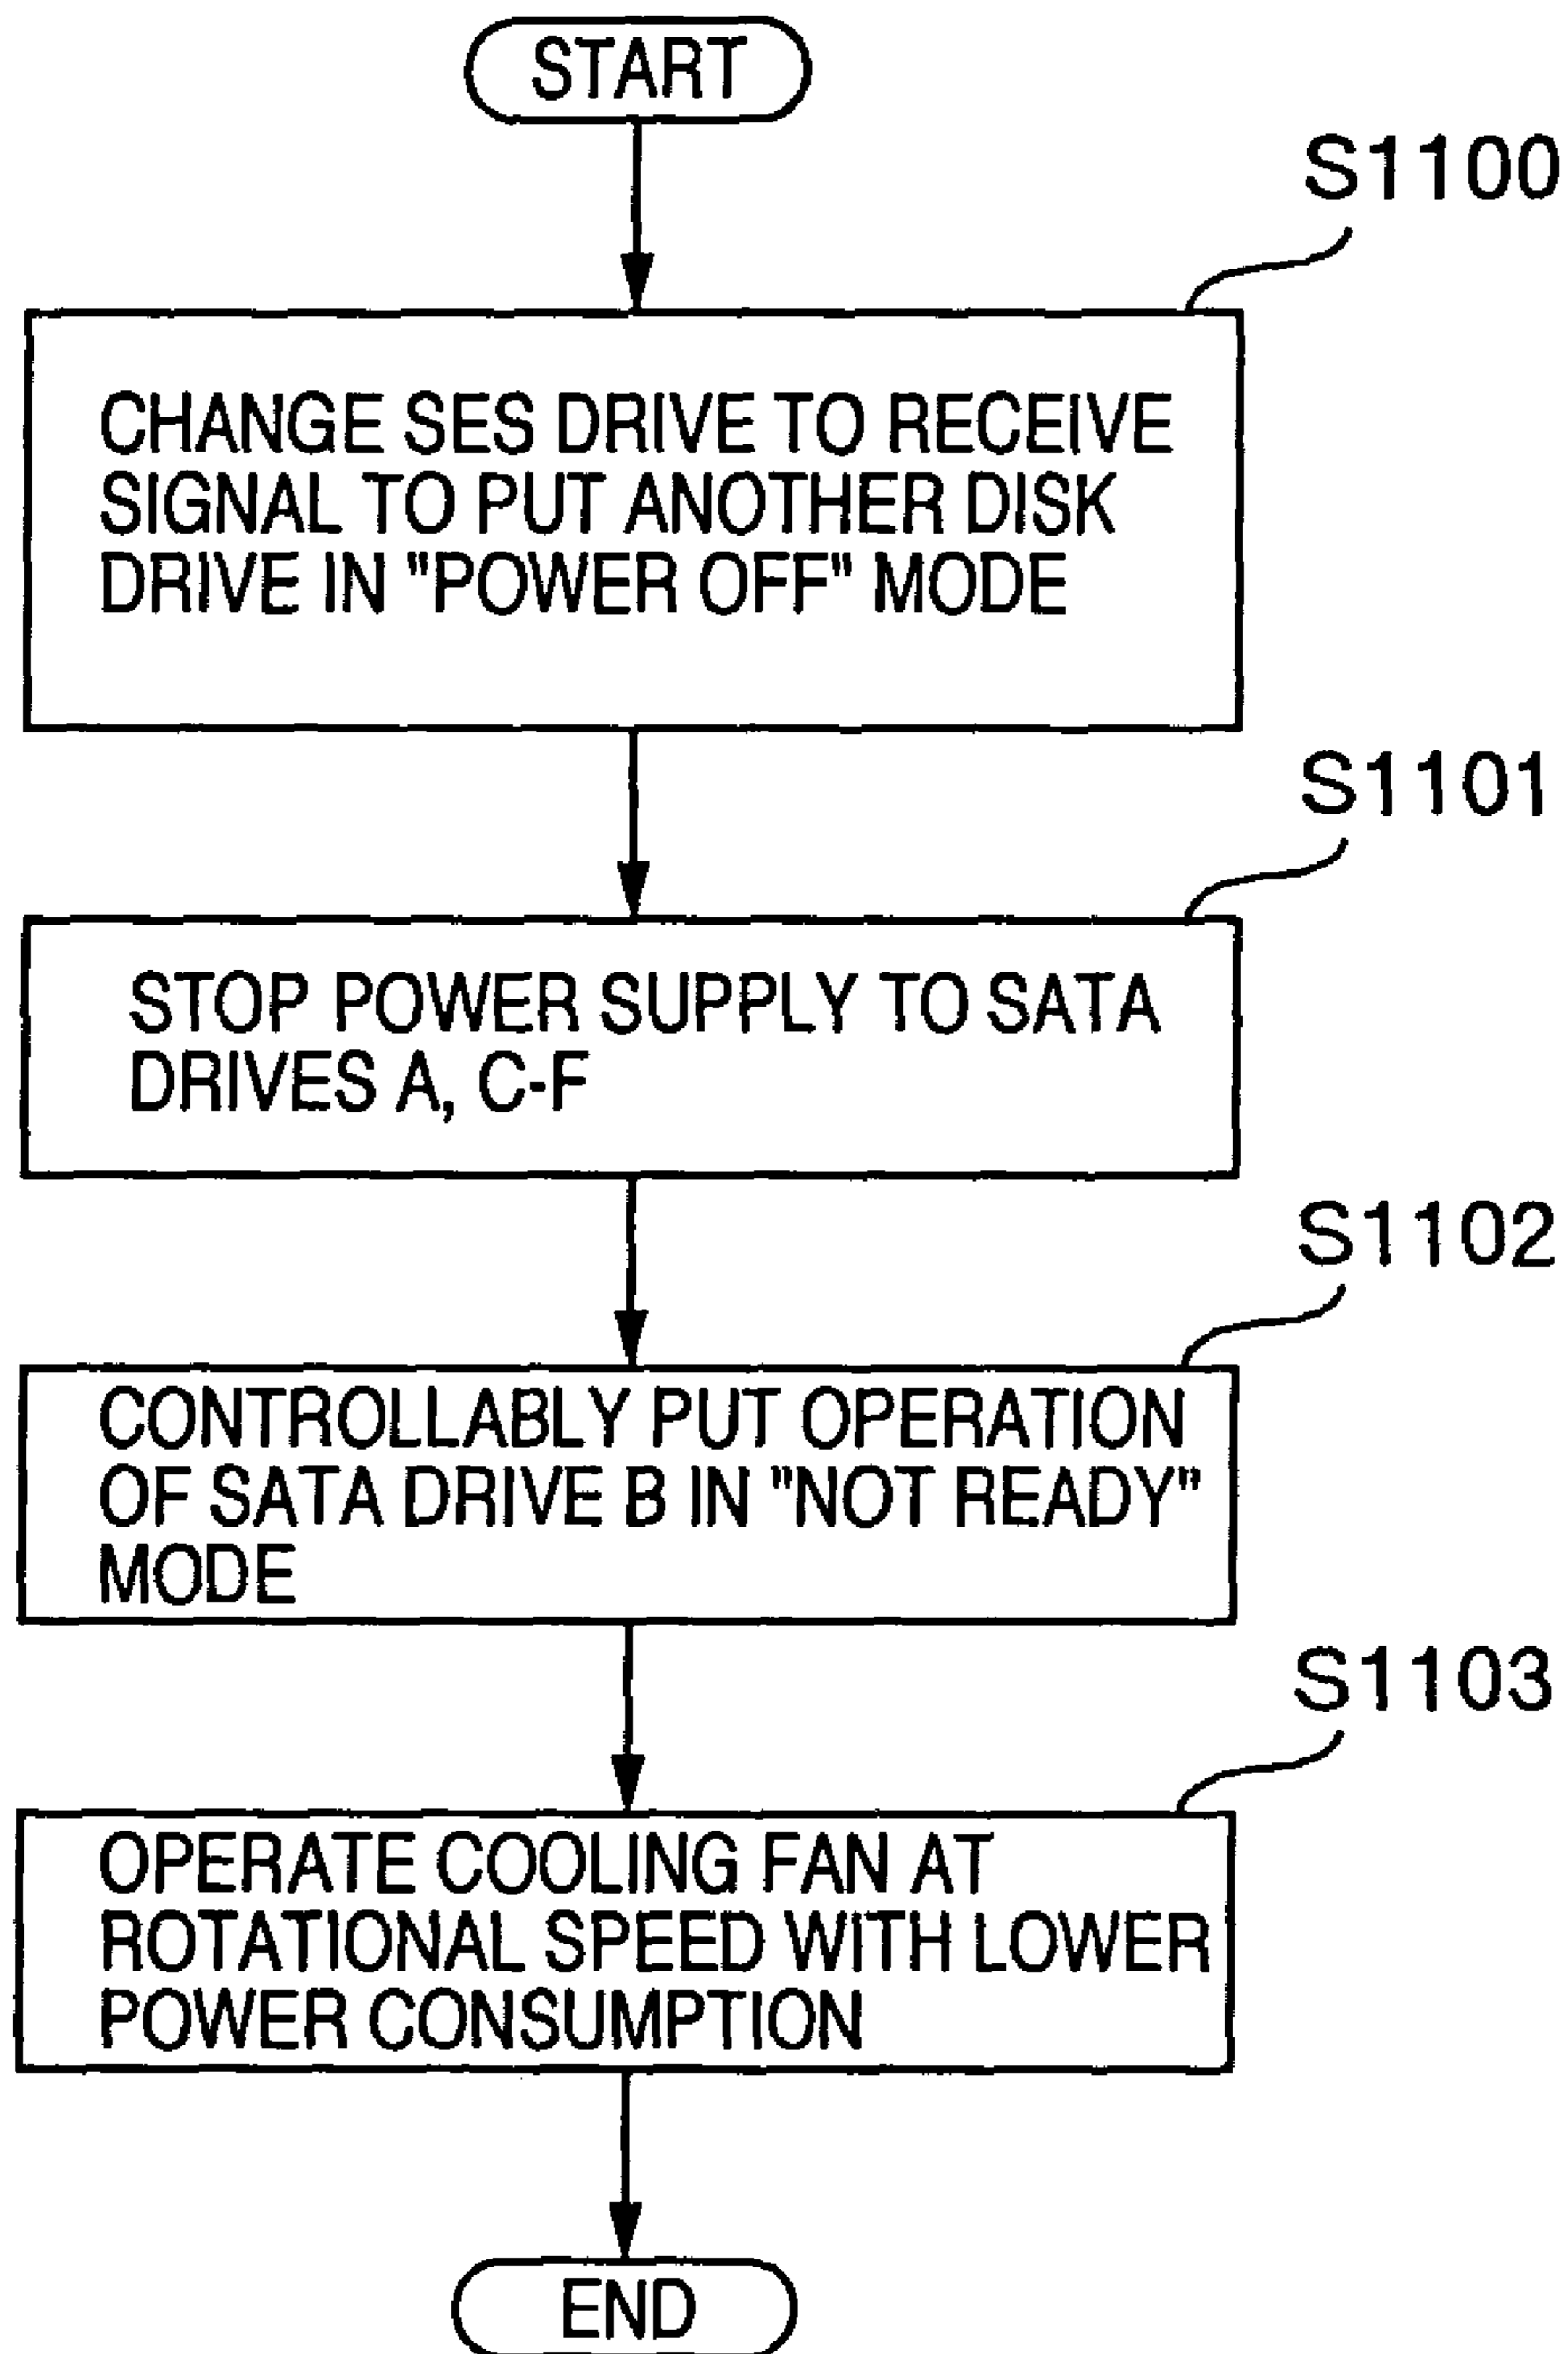 START
S1100
CHANGE SES DRIVE TO RECEIVE
SIGNAL TO PUT ANOTHER DISK
DRIVE IN "POWER OFF" MODE
S1101
STOP POWER SUPPLY TO SATA
DRIVES A, C-F
S1102
CONTROLLABLY PUT OPERATION
OF SATA DRIVE B IN "NOT READY"
MODE
S1103
OPERATE COOLING FAN AT
ROTATIONAL SPEED WITH LOWER
POWER CONSUMPTION
END